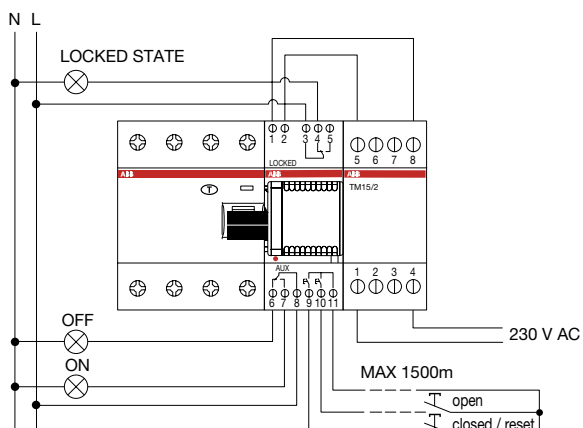 N L
LOCKED STATE
1 2 3 4 5
LOCKED
5 6 7 8
ABB ABB ABB
T
TM15/2
AUX
1 2 3 4
6 7 8 9 10 11
OFF
230 V AC
ON
MAX 1500m
open
closed / reset